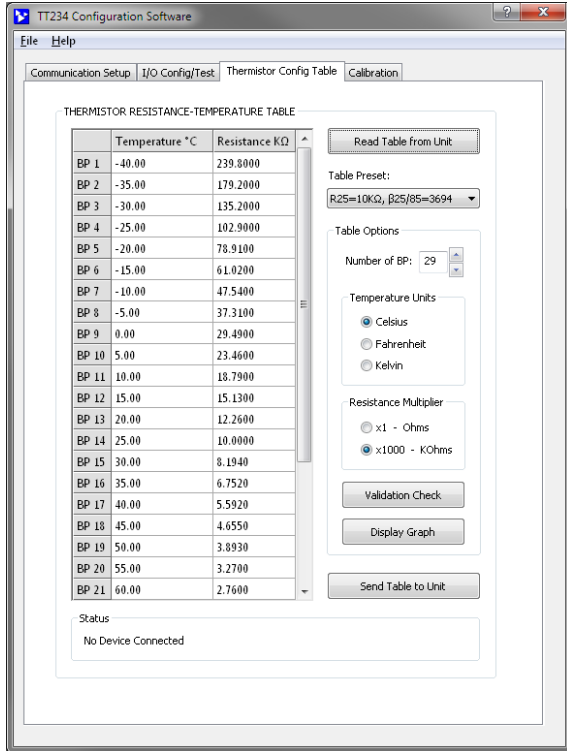 TT234 Configuration Software
File Help
Communication Setup I/O Config/Test Thermistor Config Table Calibration
THERMISTOR RESISTANCE-TEMPERATURE TABLE
Temperature °C Resistance KΩ
BP 1 -40.00 239.8000
BP 2 -35.00 179.2000
BP 3 -30.00 135.2000
BP 4 -25.00 102.9000
BP 5 -20.00 78.9100
BP 6 -15.00 61.0200
BP 7 -10.00 47.5400
BP 8 -5.00 37.3100
BP 9 0.00 29.4900
BP 10 5.00 23.4600
BP 11 10.00 18.7900
BP 12 15.00 15.1300
BP 13 20.00 12.2600
BP 14 25.00 10.0000
BP 15 30.00 8.1940
BP 16 35.00 6.7520
BP 17 40.00 5.5920
BP 18 45.00 4.6550
BP 19 50.00 3.8930
BP 20 55.00 3.2700
BP 21 60.00 2.7600
Read Table from Unit
Table Preset:
R25=10KΩ, β25/85=3694
Table Options
Number of BP: 29
Temperature Units
Celsius
Fahrenheit
Kelvin
Resistance Multiplier
x1 - Ohms
x1000 - KOhms
Validation Check
Display Graph
Send Table to Unit
Status
No Device Connected